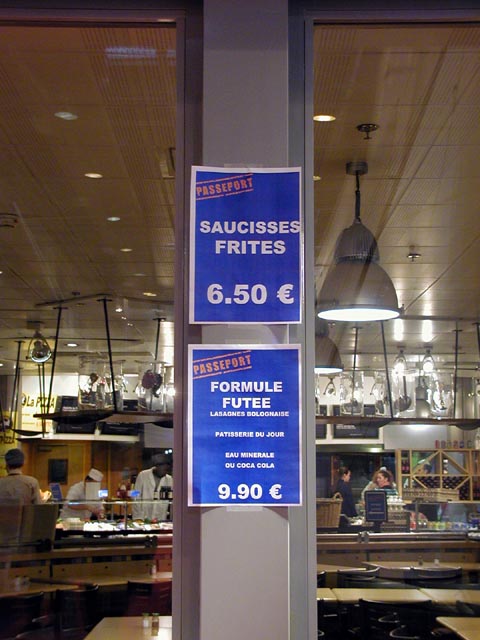 PASSEPORT
SAUCISSES
FRITES
6.50 €
PASSEPORT
FORMULE
FUTEE
LASAGNES BOLOGNAISE
PATISSERIE DU JOUR
EAU MINERALE
OU COCA COLA
9.90 €